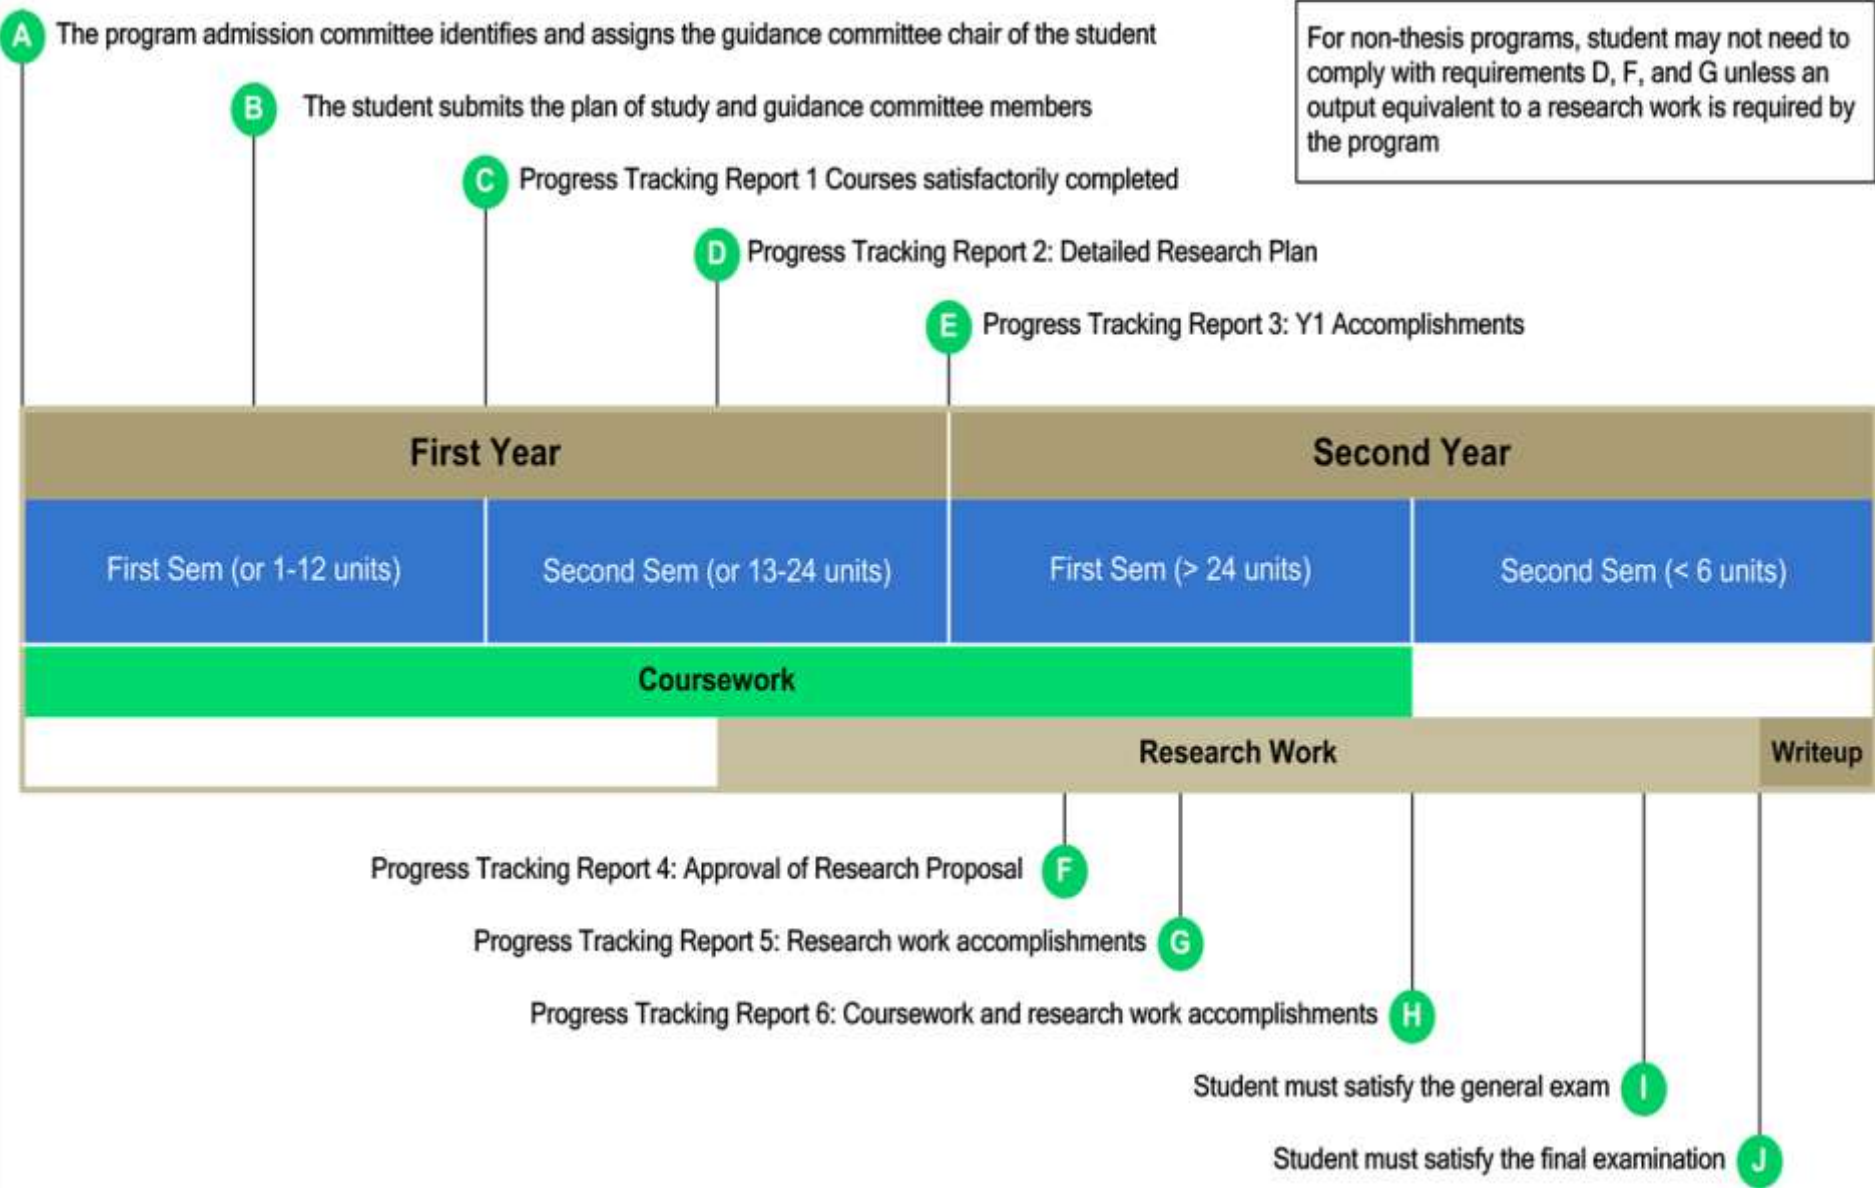 A The program admission committee identifies and assigns the guidance committee chair of the student
For non-thesis programs, student may not need to
comply with requirements D, F, and G unless an
output equivalent to a research work is required by
the program
B The student submits the plan of study and guidance committee members
C Progress Tracking Report 1 Courses satisfactorily completed
D Progress Tracking Report 2: Detailed Research Plan
E Progress Tracking Report 3: Y1 Accomplishments
First Year
Second Year
First Sem (or 1-12 units)
Second Sem (or 13-24 units)
First Sem (> 24 units)
Second Sem (< 6 units)
Coursework
Research Work
Writeup
Progress Tracking Report 4: Approval of Research Proposal F
Progress Tracking Report 5: Research work accomplishments G
Progress Tracking Report 6: Coursework and research work accomplishments H
Student must satisfy the general exam I
Student must satisfy the final examination J